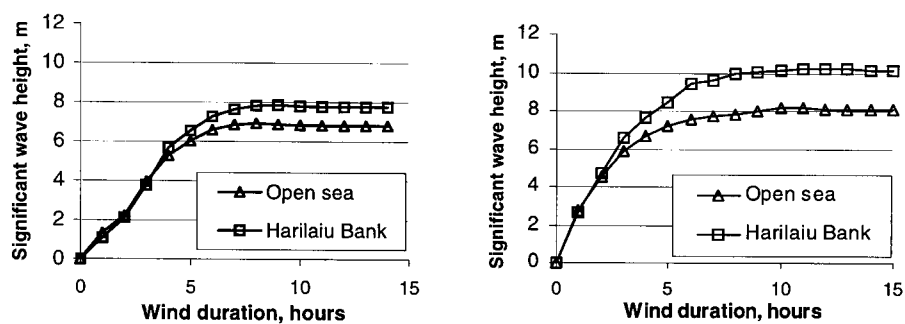 Significant wave height, m
12
10
8
6
4
2
0
Open sea
Harilaiu Bank
0 5 10 15
Wind duration, hours
Significant wave height, m
12
10
8
6
4
2
0
Open sea
Harilaiu Bank
0 5 10 15
Wind duration, hours